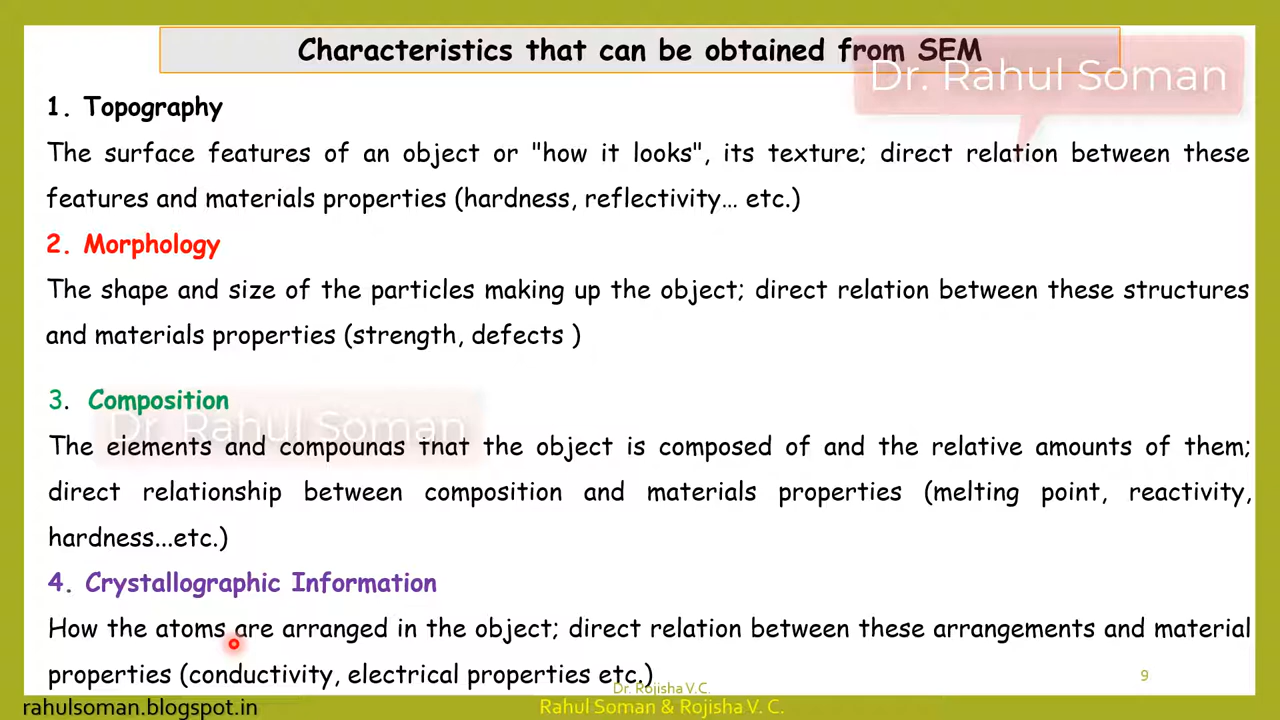 Characteristics that can be obtained from SEM
Dr. Rahul Soman
1. Topography
The surface features of an object or "how it looks", its texture; direct relation between these
features and materials properties (hardness, reflectivity... etc.)
2. Morphology
The shape and size of the particles making up the object; direct relation between these structures
and materials properties (strength, defects )
3. Composition
Dr. Rahul Soman
The elements and compounds that the object is composed of and the relative amounts of them;
direct relationship between composition and materials properties (melting point, reactivity,
hardness...etc.)
4. Crystallographic Information
How the atoms are arranged in the object; direct relation between these arrangements and material
properties (conductivity, electrical properties etc.)
9
Dr. Rojisha V.C.
rahulsoman.blogspot.in
Rahul Soman & Rojisha V. C.